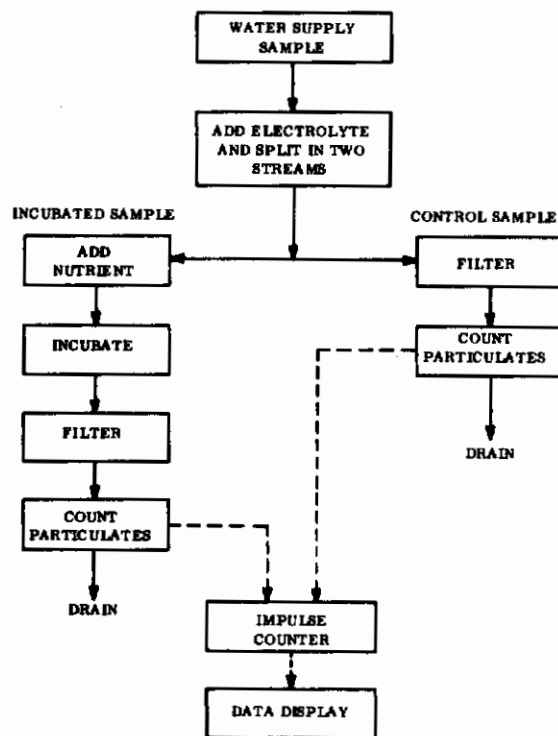 WATER SUPPLY
SAMPLE
ADD ELECTROLYTE
AND SPLIT IN TWO
STREAMS
INCUBATED SAMPLE
CONTROL SAMPLE
ADD
NUTRIENT
FILTER
INCUBATE
COUNT
PARTICULATES
FILTER
DRAIN
COUNT
PARTICULATES
DRAIN
IMPULSE
COUNTER
DATA DISPLAY